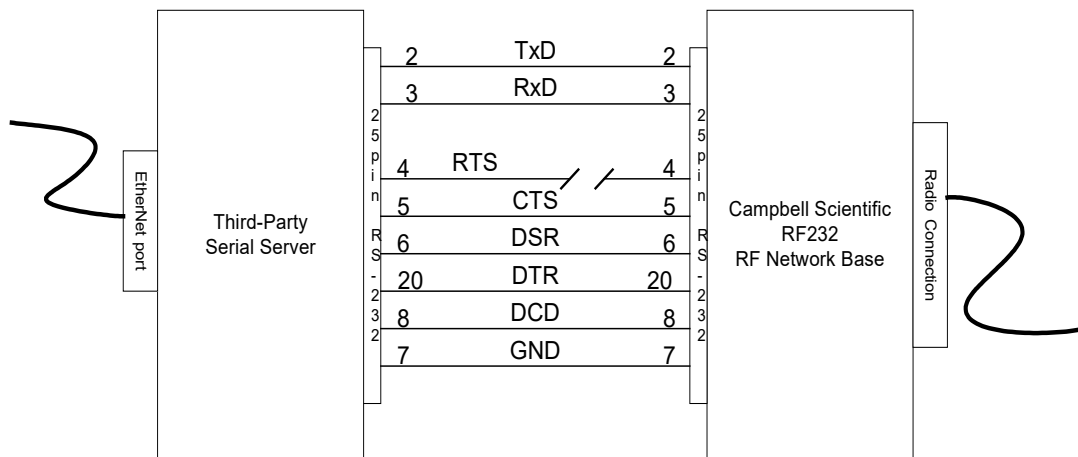 2 TxD 2
3 RxD 3
4 RTS 4
5 CTS 5
6 DSR 6
20 DTR 20
8 DCD 8
7 GND 7
25pin RS-232
25pin RS-232
EtherNet port
Third-Party
Serial Server
Campbell Scientific
RF232
RF Network Base
Radio Connection